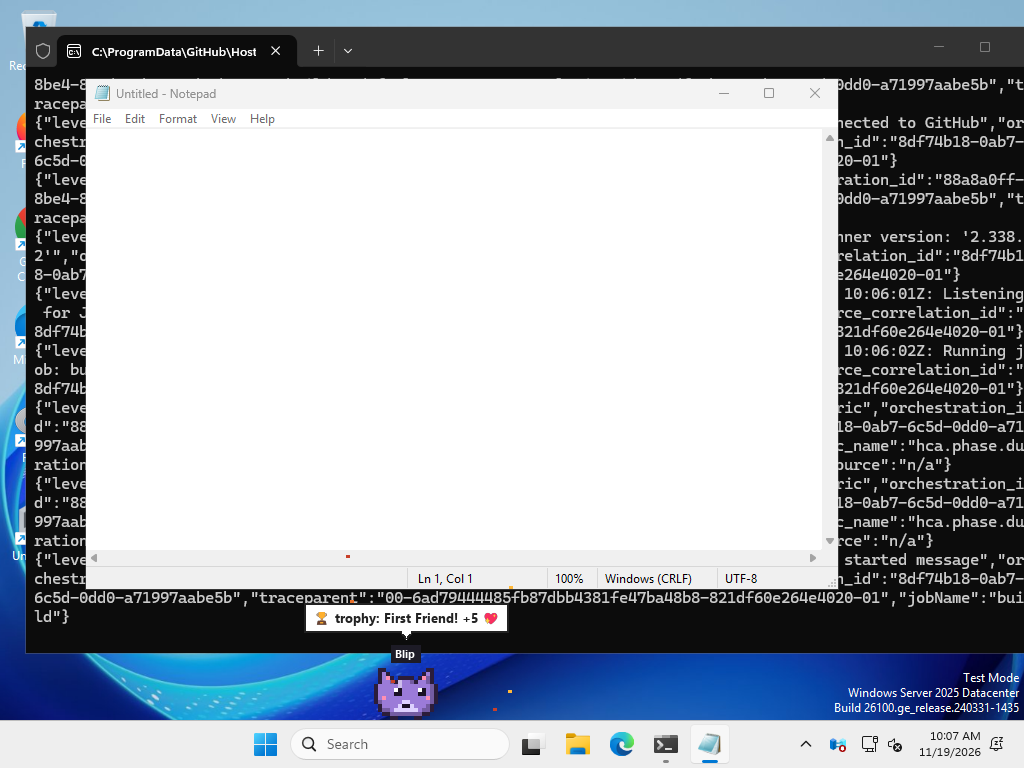 C:\ProgramData\GitHub\Host
Untitled - Notepad
File Edit Format View Help
8be4-8
0dd0-a71997aabe5b","t
racepa
{"leve
nected to GitHub","or
chestr
n_id":"8df74b18-0ab7-
6c5d-0
20-01"}
{"leve
ration_id":"88a8a0ff-
8be4-8
0dd0-a71997aabe5b","t
racepa
{"leve
nner version: '2.338.
2'","o
relation_id":"8df74b1
8-0ab7
e264e4020-01"}
{"leve
10:06:01Z: Listening
for J
rce_correlation_id":"
8df74b
821df60e264e4020-01"}
{"leve
10:06:02Z: Running j
ob: bu
rce_correlation_id":"
8df74b
821df60e264e4020-01"}
{"leve
ric","orchestration_i
d":"88
18-0ab7-6c5d-0dd0-a71
997aab
c_name":"hca.phase.du
ration
ource":"n/a"}
{"leve
ric","orchestration_i
d":"88
18-0ab7-6c5d-0dd0-a71
997aab
c_name":"hca.phase.du
ration
ource":"n/a"}
{"leve
started message","or
chestr
n_id":"8df74b18-0ab7-
Ln 1, Col 1 100% Windows (CRLF) UTF-8
6c5d-0dd0-a71997aabe5b","traceparent":"00-6ad79444485fb87dbb4381fe47ba48b8-821df60e264e4020-01","jobName":"bui
ld"}
trophy: First Friend! +5
Blip
Test Mode
Windows Server 2025 Datacenter
Build 26100.ge_release.240331-1435
Search
10:07 AM
11/19/2026